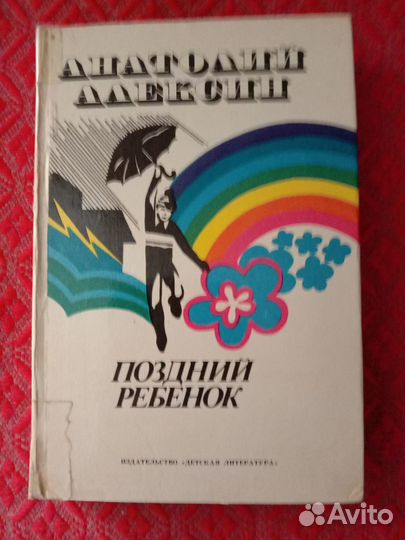 АНАТОЛИЙ
АЛЕКСИН
ПОЗДНИЙ
РЕБЕНОК
ИЗДАТЕЛЬСТВО «ДЕТСКАЯ ЛИТЕРАТУРА»
Avito